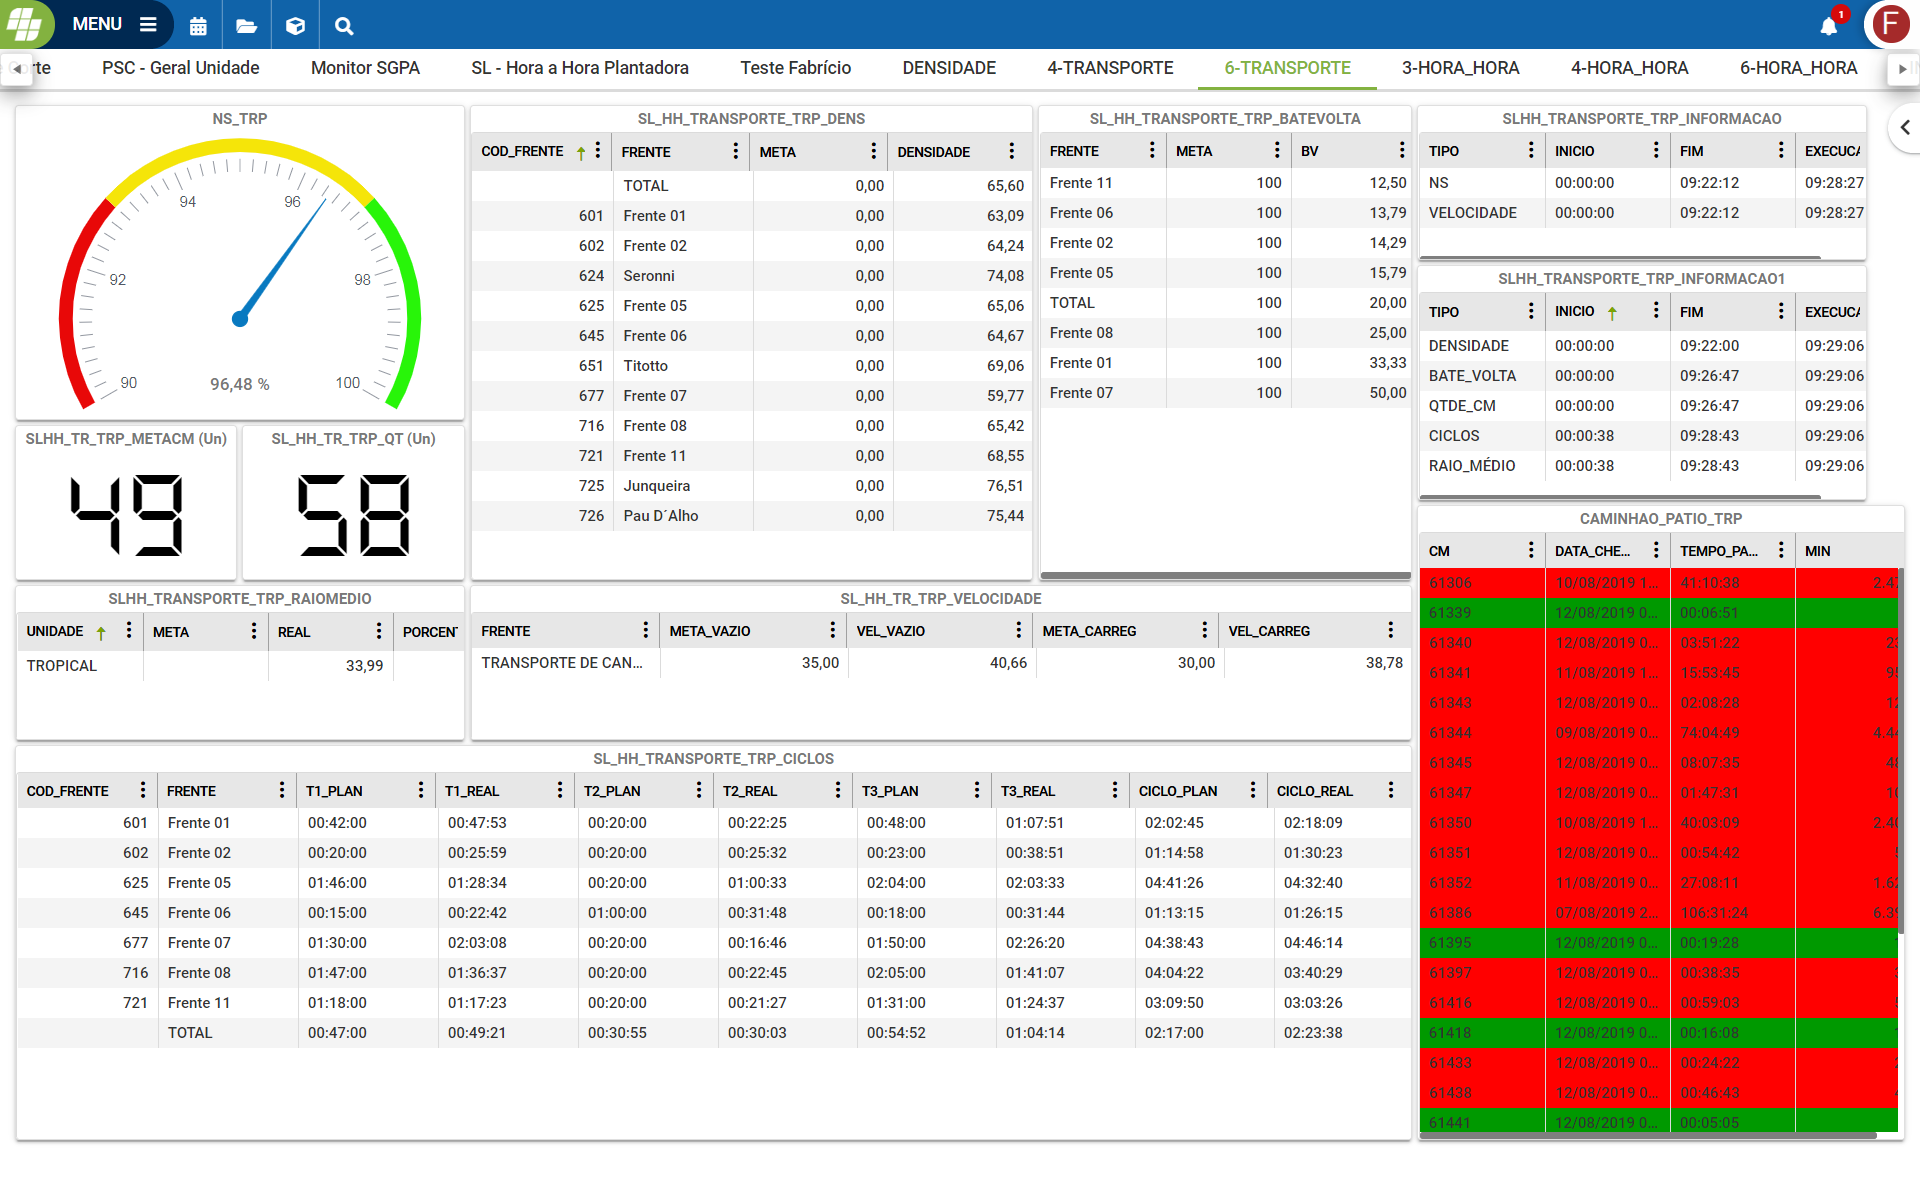 MENU
1
F
rte
PSC - Geral Unidade
Monitor SGPA
SL - Hora a Hora Plantadora
Teste Fabrício
DENSIDADE
4-TRANSPORTE
6-TRANSPORTE
3-HORA_HORA
4-HORA_HORA
6-HORA_HORA
NS_TRP
90
92
94
96
98
100
96,48 %
SLHH_TR_TRP_METACM (Un)
49
SL_HH_TR_TRP_QT (Un)
58
SL_HH_TRANSPORTE_TRP_DENS
COD_FRENTE FRENTE META DENSIDADE
TOTAL 0,00 65,60
601 Frente 01 0,00 63,09
602 Frente 02 0,00 64,24
624 Seronni 0,00 74,08
625 Frente 05 0,00 65,06
645 Frente 06 0,00 64,67
651 Titotto 0,00 69,06
677 Frente 07 0,00 59,77
716 Frente 08 0,00 65,42
721 Frente 11 0,00 68,55
725 Junqueira 0,00 76,51
726 Pau D´Alho 0,00 75,44
SL_HH_TRANSPORTE_TRP_BATEVOLTA
FRENTE META BV
Frente 11 100 12,50
Frente 06 100 13,79
Frente 02 100 14,29
Frente 05 100 15,79
TOTAL 100 20,00
Frente 08 100 25,00
Frente 01 100 33,33
Frente 07 100 50,00
SLHH_TRANSPORTE_TRP_INFORMACAO
TIPO INICIO FIM EXECUCA
NS 00:00:00 09:22:12 09:28:27
VELOCIDADE 00:00:00 09:22:12 09:28:27
SLHH_TRANSPORTE_TRP_INFORMACAO1
TIPO INICIO FIM EXECUCA
DENSIDADE 00:00:00 09:22:00 09:29:06
BATE_VOLTA 00:00:00 09:26:47 09:29:06
QTDE_CM 00:00:00 09:26:47 09:29:06
CICLOS 00:00:38 09:28:43 09:29:06
RAIO_MÉDIO 00:00:38 09:28:43 09:29:06
SLHH_TRANSPORTE_TRP_RAIOMEDIO
UNIDADE META REAL PORCENT
TROPICAL 33,99
SL_HH_TR_TRP_VELOCIDADE
FRENTE META_VAZIO VEL_VAZIO META_CARREG VEL_CARREG
TRANSPORTE DE CAN... 35,00 40,66 30,00 38,78
SL_HH_TRANSPORTE_TRP_CICLOS
COD_FRENTE FRENTE T1_PLAN T1_REAL T2_PLAN T2_REAL T3_PLAN T3_REAL CICLO_PLAN CICLO_REAL
601 Frente 01 00:42:00 00:47:53 00:20:00 00:22:25 00:48:00 01:07:51 02:02:45 02:18:09
602 Frente 02 00:20:00 00:25:59 00:20:00 00:25:32 00:23:00 00:38:51 01:14:58 01:30:23
625 Frente 05 01:46:00 01:28:34 00:20:00 01:00:33 02:04:00 02:03:33 04:41:26 04:32:40
645 Frente 06 00:15:00 00:22:42 01:00:00 00:31:48 00:18:00 00:31:44 01:13:15 01:26:15
677 Frente 07 01:30:00 02:03:08 00:20:00 00:16:46 01:50:00 02:26:20 04:38:43 04:46:14
716 Frente 08 01:47:00 01:36:37 00:20:00 00:22:45 02:05:00 01:41:07 04:04:22 03:40:29
721 Frente 11 01:18:00 01:17:23 00:20:00 00:21:27 01:31:00 01:24:37 03:09:50 03:03:26
TOTAL 00:47:00 00:49:21 00:30:55 00:30:03 00:54:52 01:04:14 02:17:00 02:23:38
CAMINHAO_PATIO_TRP
CM DATA_CHE... TEMPO_PA... MIN
61306 10/08/2019 1... 41:10:38 2.4
61339 12/08/2019 0... 00:06:51
61340 12/08/2019 0... 03:51:22 23
61341 11/08/2019 1... 15:53:45 95
61343 12/08/2019 0... 02:08:28 12
61344 09/08/2019 0... 74:04:49 4.44
61345 12/08/2019 0... 08:07:35 48
61347 12/08/2019 0... 01:47:31 10
61350 10/08/2019 1... 40:03:09 2.40
61351 12/08/2019 0... 00:54:42
61352 11/08/2019 0... 27:08:11 1.62
61386 07/08/2019 2... 106:31:24 6.39
61395 12/08/2019 0... 00:19:28
61397 12/08/2019 0... 00:38:35
61416 12/08/2019 0... 00:59:03
61418 12/08/2019 0... 00:16:08
61433 12/08/2019 0... 00:24:22
61438 12/08/2019 0... 00:46:43
61441 12/08/2019 0... 00:05:05